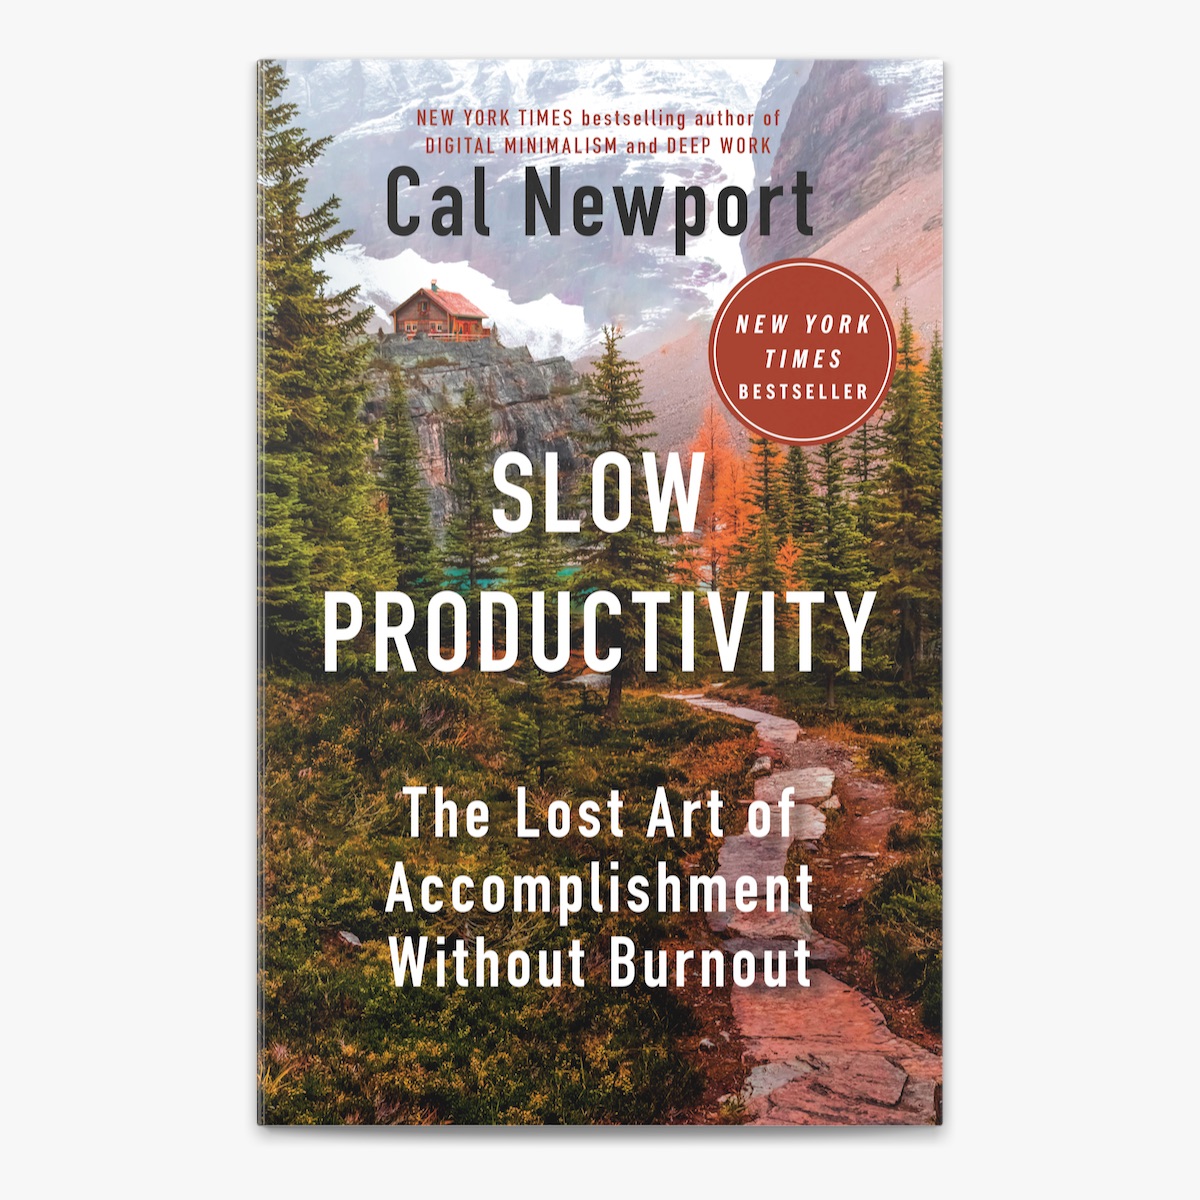 NEW YORK TIMES bestselling author of
DIGITAL MINIMALISM and DEEP WORK
Cal Newport
NEW YORK
TIMES
BESTSELLER
SLOW
PRODUCTIVITY
The Lost Art of
Accomplishment
Without Burnout